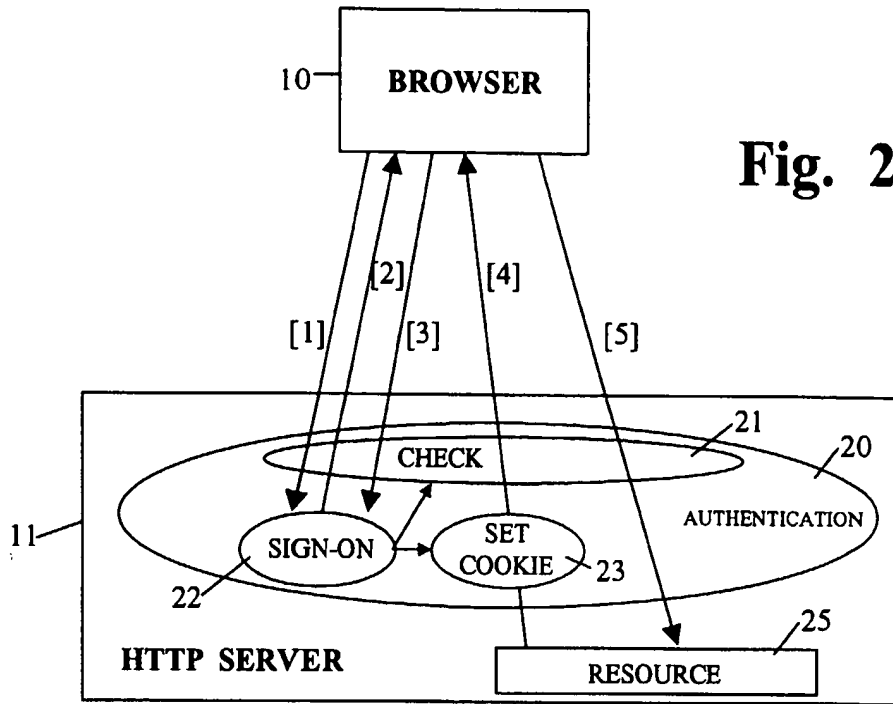 10
BROWSER
Fig. 2
[1]
[2]
[3]
[4]
[5]
21
CHECK
20
AUTHENTICATION
11
SIGN-ON
SET
COOKIE
22
23
25
HTTP SERVER
RESOURCE